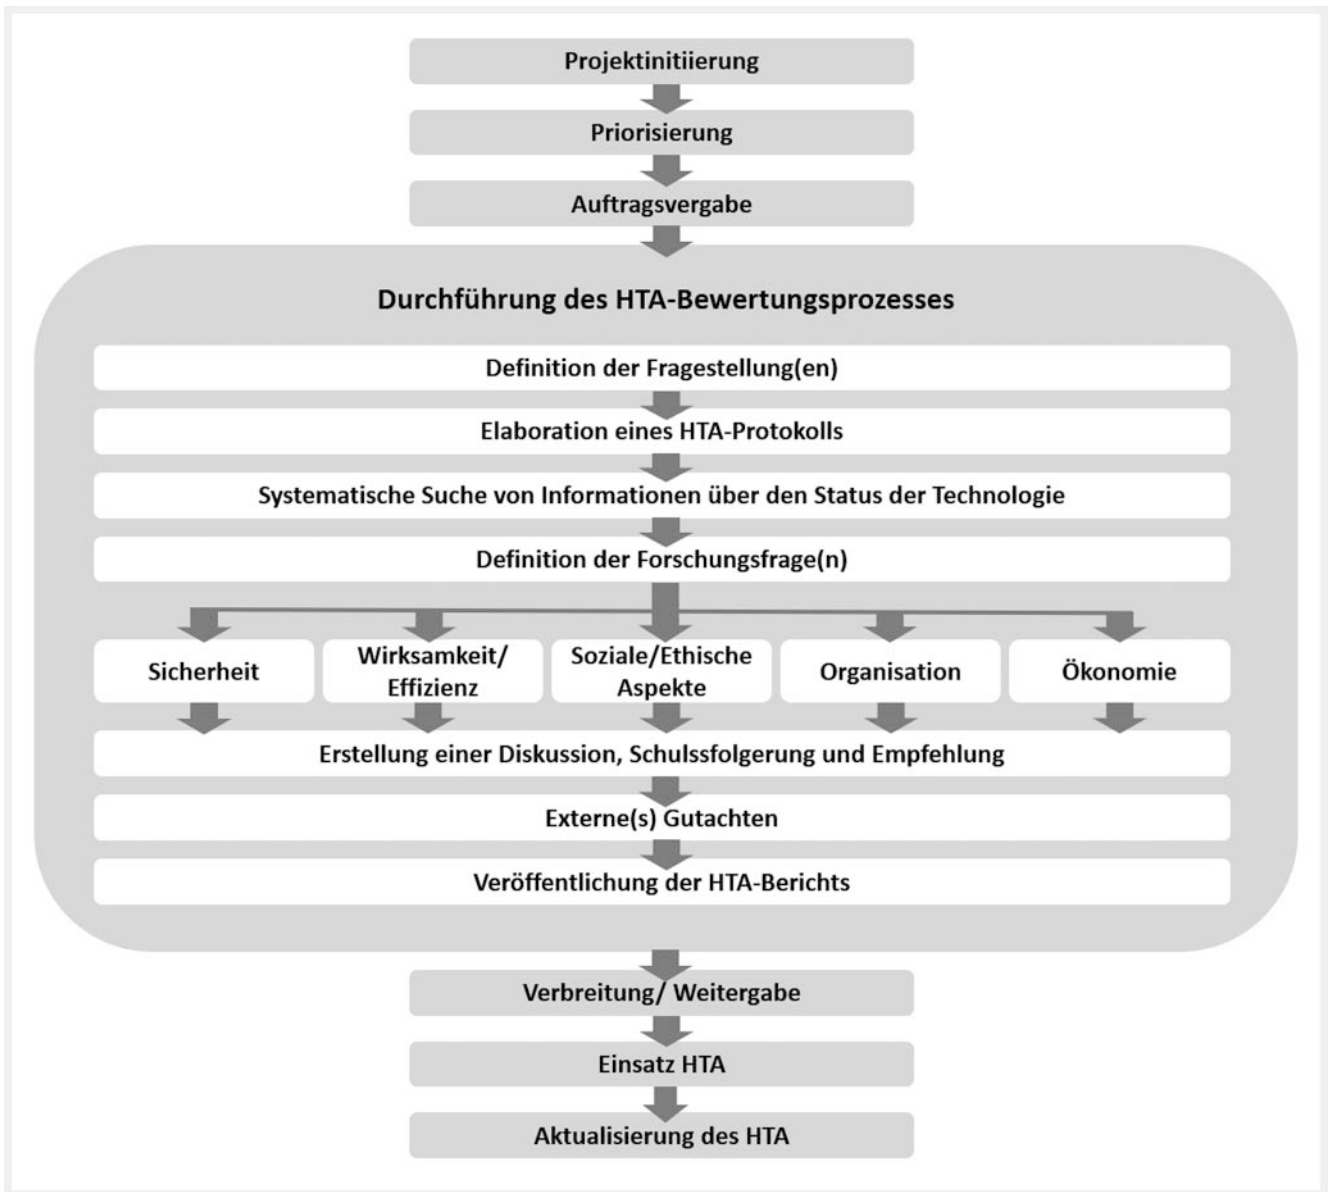 Projektinitiierung
Priorisierung
Auftragsvergabe
Durchführung des HTA-Bewertungsprozesses
Definition der Fragestellung(en)
Elaboration eines HTA-Protokolls
Systematische Suche von Informationen über den Status der Technologie
Definition der Forschungsfrage(n)
Sicherheit
Wirksamkeit/
Effizienz
Soziale/Ethische
Aspekte
Organisation
Ökonomie
Erstellung einer Diskussion, Schulssfolgerung und Empfehlung
Externe(s) Gutachten
Veröffentlichung der HTA-Berichts
Verbreitung/ Weitergabe
Einsatz HTA
Aktualisierung des HTA